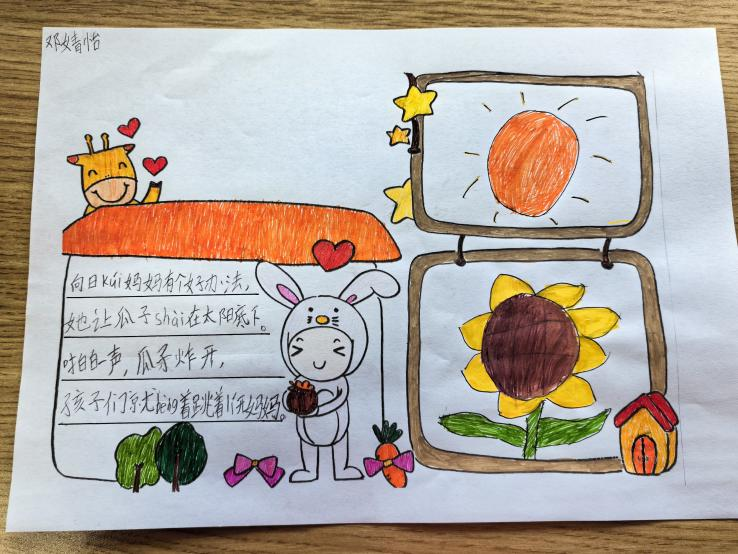 邓婧怡
向日kúi妈妈有个好办法，
她让瓜子shài在太阳底下。
啪的一声，瓜子炸开，
孩子们就蹦着跳着离开妈妈。